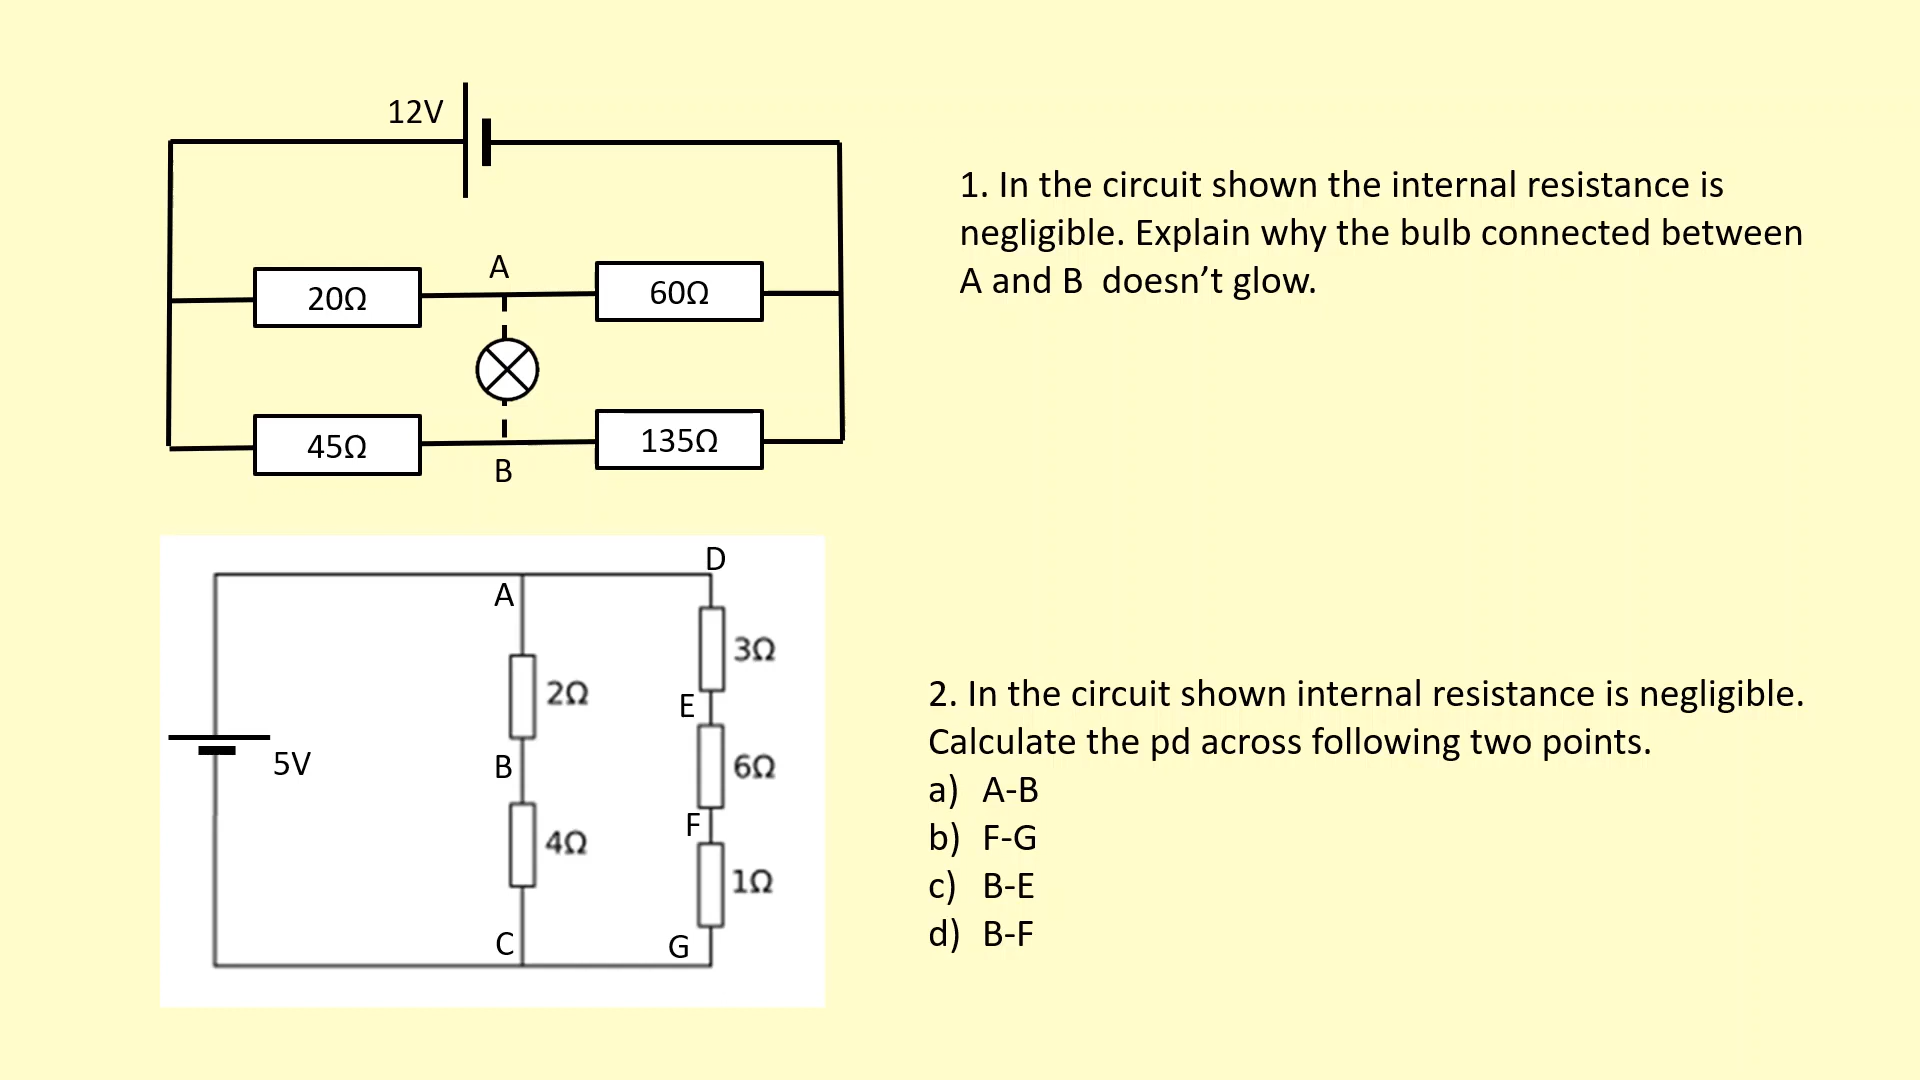 12V
20Ω
A
60Ω
45Ω
B
135Ω
1. In the circuit shown the internal resistance is
negligible. Explain why the bulb connected between
A and B  doesn’t glow.
D
A
3Ω
2Ω
E
5V
B
6Ω
F
4Ω
1Ω
C
G
2. In the circuit shown internal resistance is negligible.
Calculate the pd across following two points.
a) A-B
b) F-G
c) B-E
d) B-F